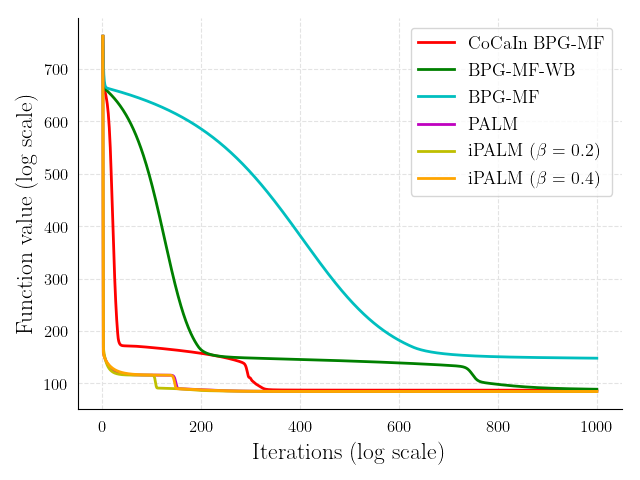 CoCaIn BPG-MF
BPG-MF-WB
BPG-MF
PALM
iPALM (β = 0.2)
iPALM (β = 0.4)
700
600
500
400
300
200
100
Function value (log scale)
0 200 400 600 800 1000
Iterations (log scale)